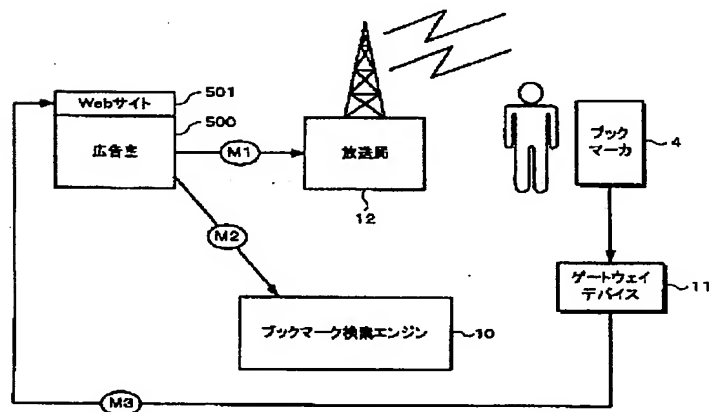 Webサイト
501
広告主
500
M1
放送局
12
ブック
マーカ
4
M2
ゲートウェイ
デバイス
11
ブックマーク検索エンジン
10
M3